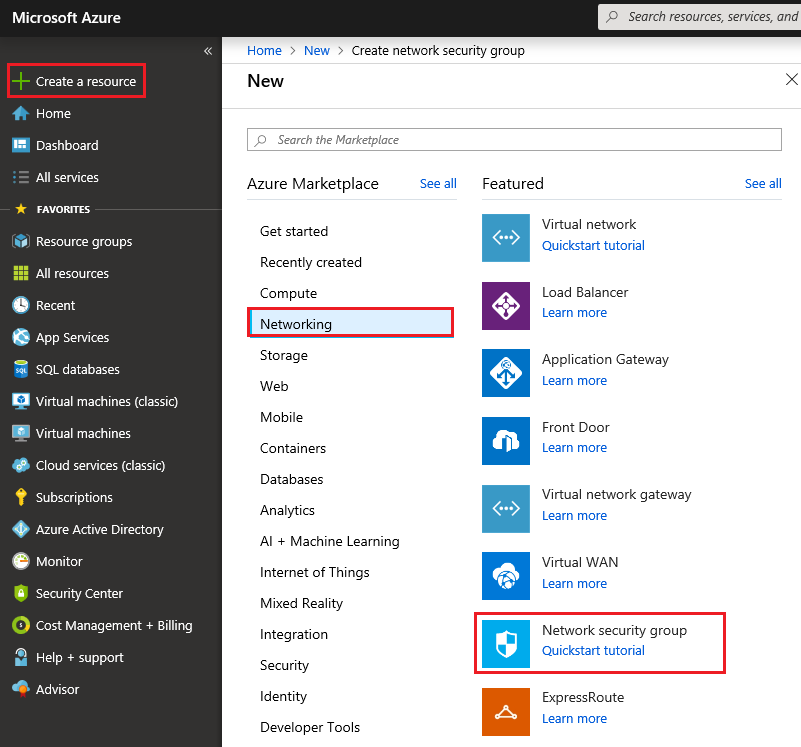 Microsoft Azure
Search resources, services, and
«
Create a resource
Home
Dashboard
All services
FAVORITES
Resource groups
All resources
Recent
App Services
SQL
SQL databases
Virtual machines (classic)
Virtual machines
Cloud services (classic)
Subscriptions
Azure Active Directory
Monitor
Security Center
Cost Management + Billing
Help + support
Advisor
Home > New > Create network security group
New
Search the Marketplace
Azure Marketplace See all
Get started
Recently created
Compute
Networking
Storage
Web
Mobile
Containers
Databases
Analytics
AI + Machine Learning
Internet of Things
Mixed Reality
Integration
Security
Identity
Developer Tools
Featured See all
Virtual network
Quickstart tutorial
Load Balancer
Learn more
Application Gateway
Learn more
Front Door
Learn more
Virtual network gateway
Learn more
Virtual WAN
Learn more
Network security group
Quickstart tutorial
ExpressRoute
Learn more